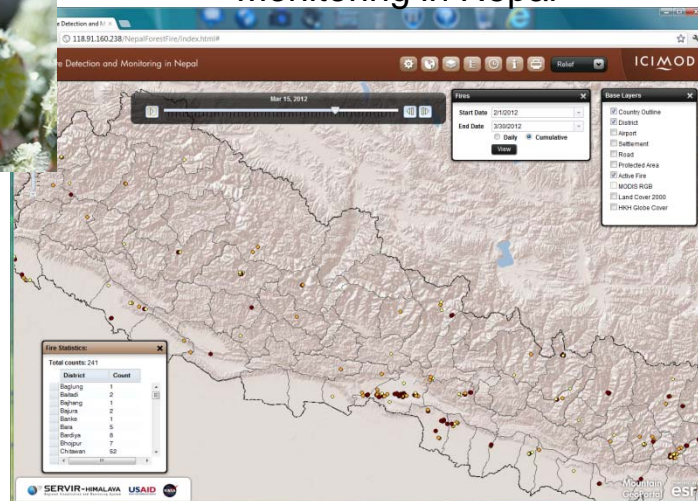 Monitoring in Nepal
e Detection and M
118.91.160.238/NepalForestFire/index.html#
re Detection and Monitoring in Nepal
Relief
ICIMOD
Mar 15, 2012
Fires
Start Date 2/1/2012
End Date 3/30/2012
Daily Cumulative
View
Base Layers
Country Outline
District
Airport
Settlement
Road
Protected Area
Active Fire
MODIS RGB
Land Cover 2000
HKH Globe Cover
Fire Statistics:
Total counts: 241
District Count
Baglung 1
Baitadi 2
Bajhang 1
Bajura 2
Banke 1
Bara 5
Bardiya 8
Bhojpur 7
Chitawan 52
SERVIR-HIMALAYA
USAID
NASA
Mountain
GeoPortal
esri